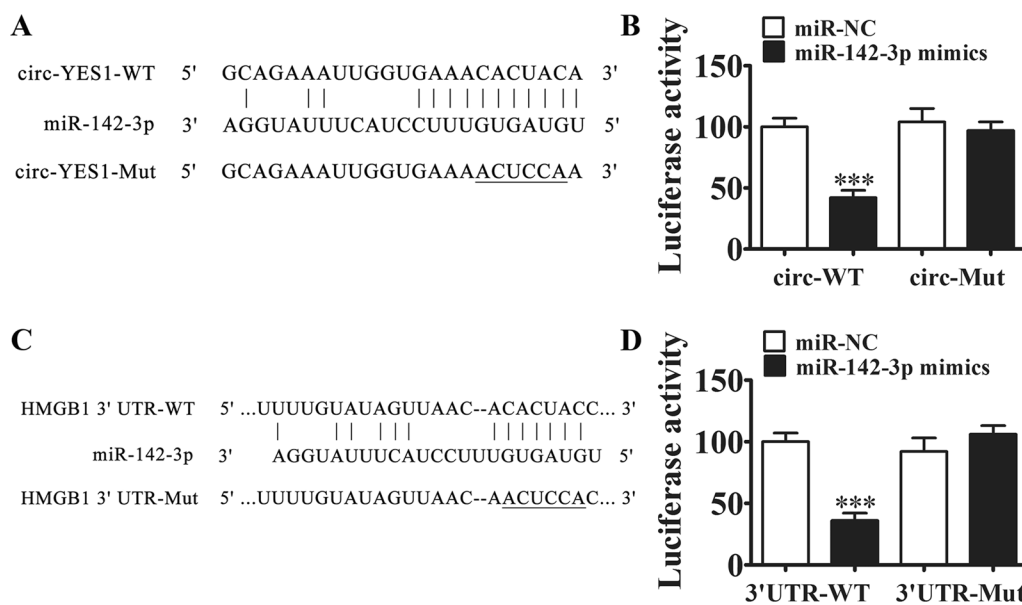 A
circ-YES1-WT 5' GCAGAAAUUGGUGAAACACUACA 3'
miR-142-3p 3' AGGUAUUUCAUCCUUUGUGAUGU 5'
circ-YES1-Mut 5' GCAGAAAUUGGUGAAAACUCCAA 3'
B
miR-NC
miR-142-3p mimics
Luciferase activity
150
100
50
0
***
circ-WT circ-Mut
C
HMGB1 3' UTR-WT 5' ...UUUUGUAUAGUUAAC--ACACUACC... 3'
miR-142-3p 3' AGGUAUUUCAUCCUUUGUGAUGU 5'
HMGB1 3' UTR-Mut 5' ...UUUUGUAUAGUUAAC--AACUCCAC... 3'
D
miR-NC
miR-142-3p mimics
Luciferase activity
150
100
50
0
***
3'UTR-WT 3'UTR-Mut